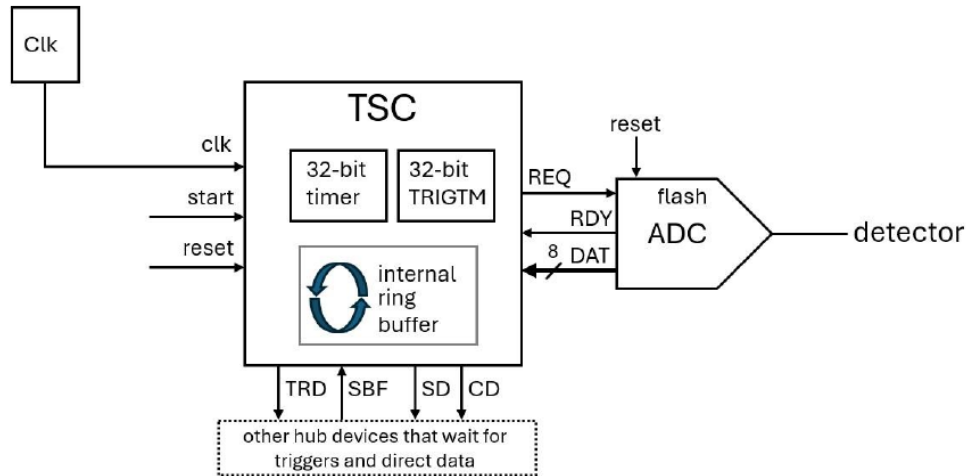 Clk
TSC
clk
start
reset
32-bit
timer
32-bit
TRIGTM
internal
ring
buffer
REQ
RDY
8
DAT
reset
flash
ADC
detector
TRD
SBF
SD
CD
other hub devices that wait for
triggers and direct data